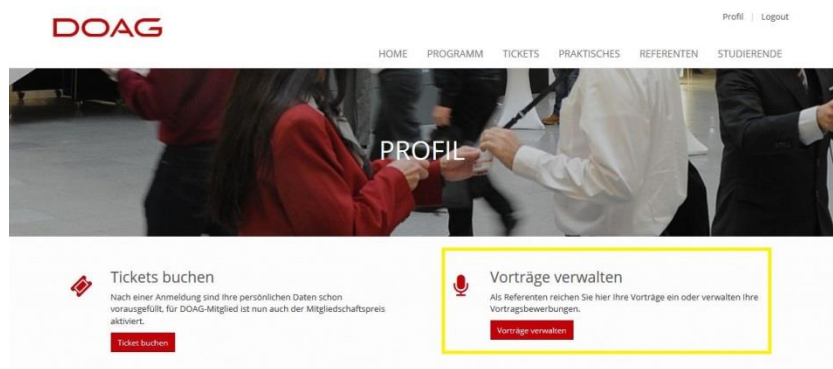 DOAG
Profil | Logout
HOME PROGRAMM TICKETS PRAKTISCHES REFERENTEN STUDIERENDE
PROFIL
Tickets buchen
Nach einer Anmeldung sind Ihre persönlichen Daten schon
vorausgefüllt, für DOAG-Mitglied ist nun auch der Mitgliedschaftspreis
aktiviert.
Ticket buchen
Vorträge verwalten
Als Referenten reichen Sie hier Ihre Vorträge ein oder verwalten Ihre
Vortragsbewerbungen.
Vorträge verwalten